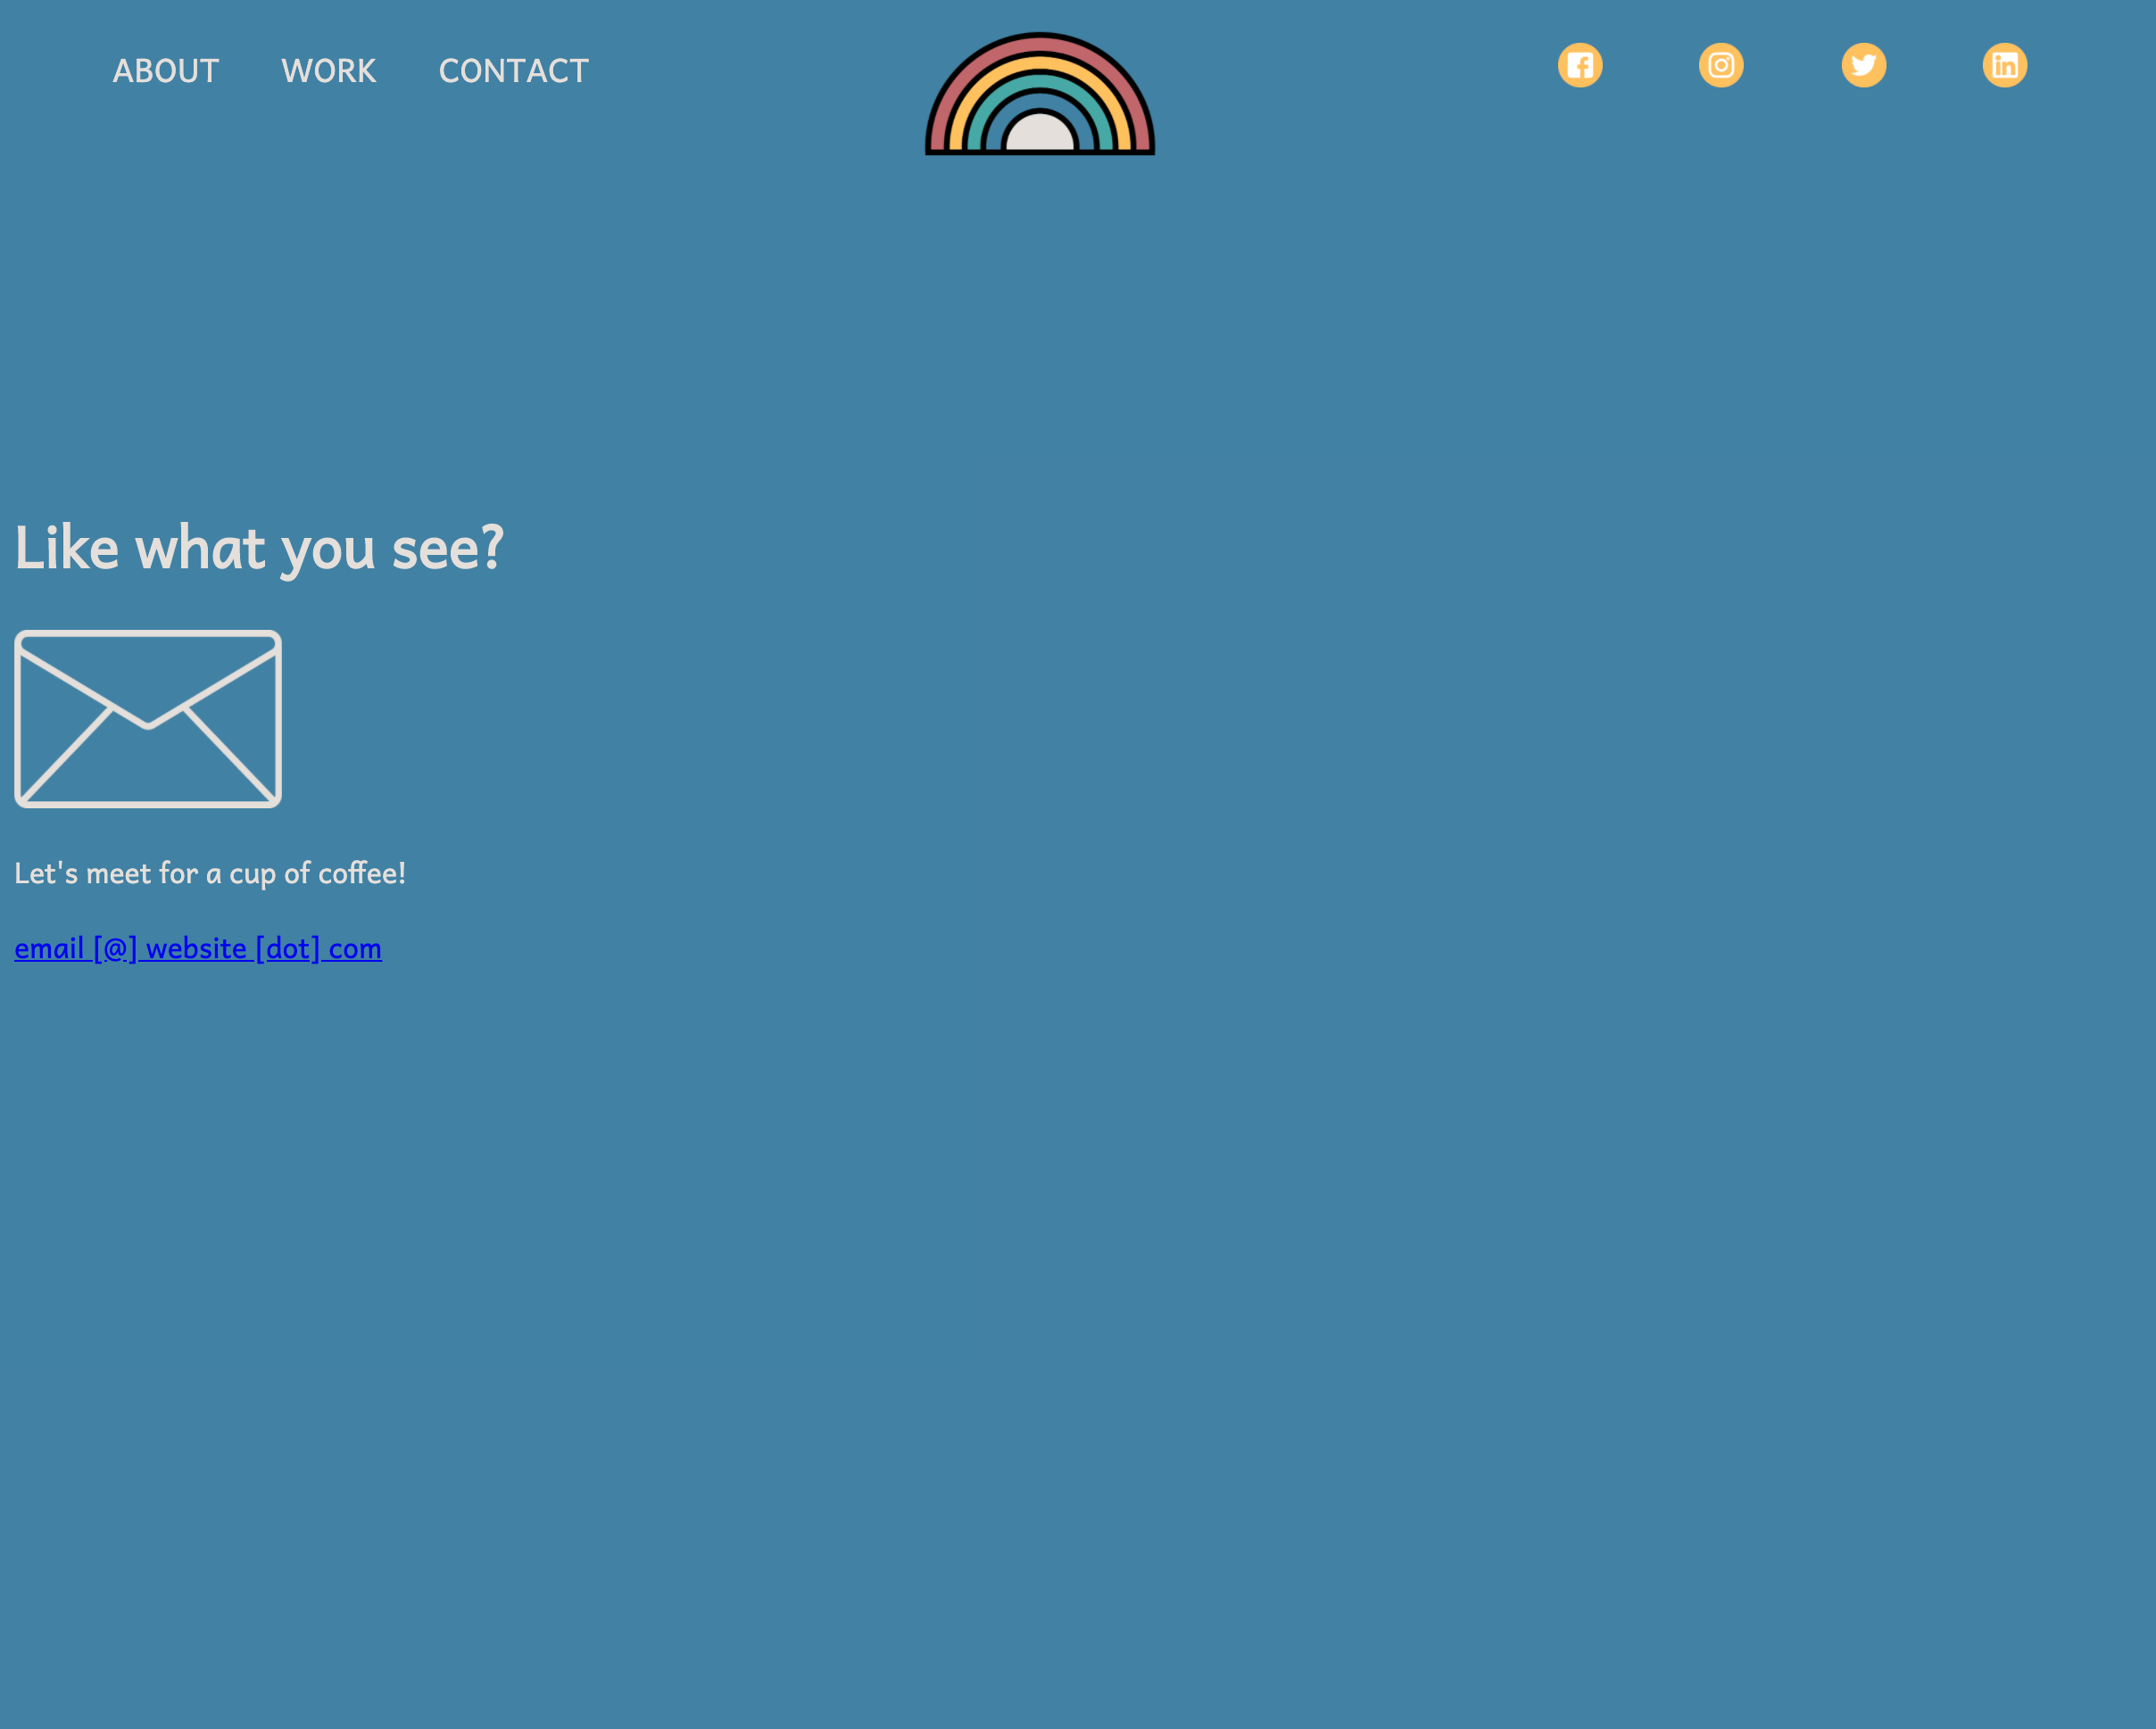 ABOUT WORK CONTACT
Like what you see?
Let's meet for a cup of coffee!
email [@] website [dot] com